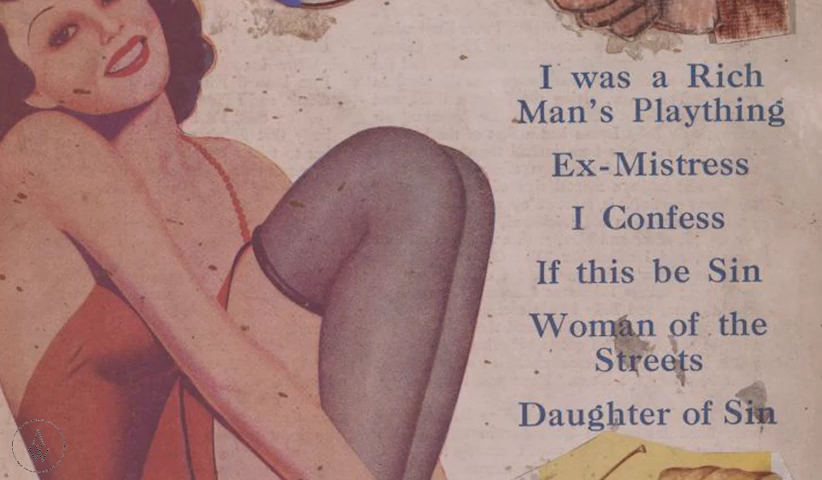 I was a Rich
Man's Plaything
Ex-Mistress
I Confess
If this be Sin
Woman of the
Streets
Daughter of Sin